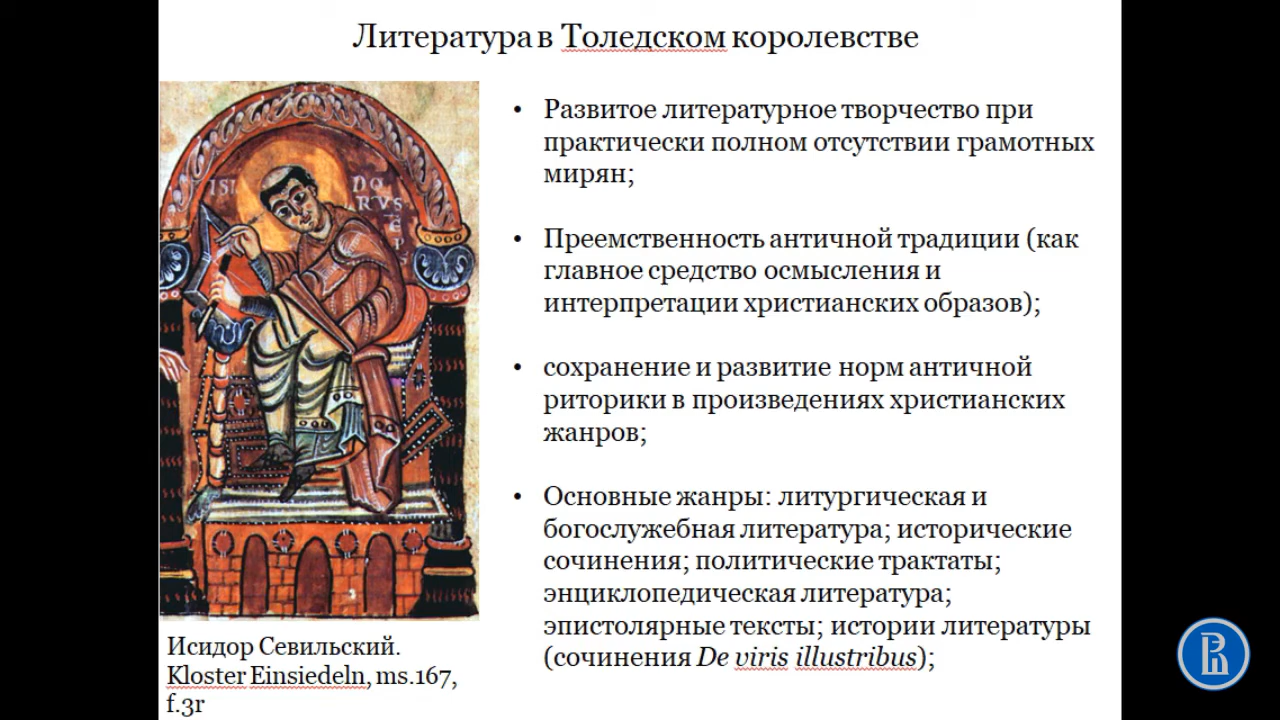 Литература в Толедском королевстве
ISI
DO
RVS
EP
• Развитое литературное творчество при
практически полном отсутствии грамотных
мирян;
• Преемственность античной традиции (как
главное средство осмысления и
интерпретации христианских образов);
• сохранение и развитие норм античной
риторики в произведениях христианских
жанров;
• Основные жанры: литургическая и
богослужебная литература; исторические
сочинения; политические трактаты;
энциклопедическая литература;
эпистолярные тексты; истории литературы
(сочинения De viris illustribus);
Исидор Севильский.
Kloster Einsiedeln, ms.167,
f.3r